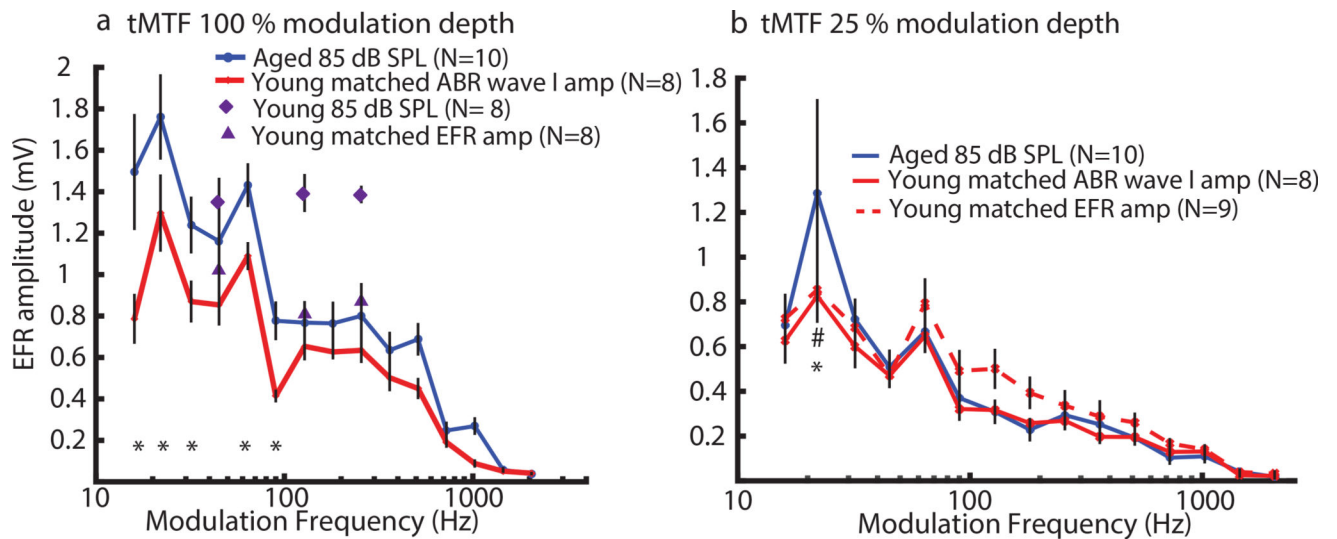 a tMTF 100 % modulation depth
Aged 85 dB SPL (N=10)
Young matched ABR wave I amp (N=8)
Young 85 dB SPL (N= 8)
Young matched EFR amp (N=8)
EFR amplitude (mV)
2
1.8
1.6
1.4
1.2
1
0.8
0.6
0.4
0.2
* * * * *
10 100 1000
Modulation Frequency (Hz)
b tMTF 25 % modulation depth
Aged 85 dB SPL (N=10)
Young matched ABR wave I amp (N=8)
Young matched EFR amp (N=9)
1.8
1.6
1.4
1.2
1
0.8
0.6
0.4
0.2
#
*
10 100 1000
Modulation Frequency (Hz)